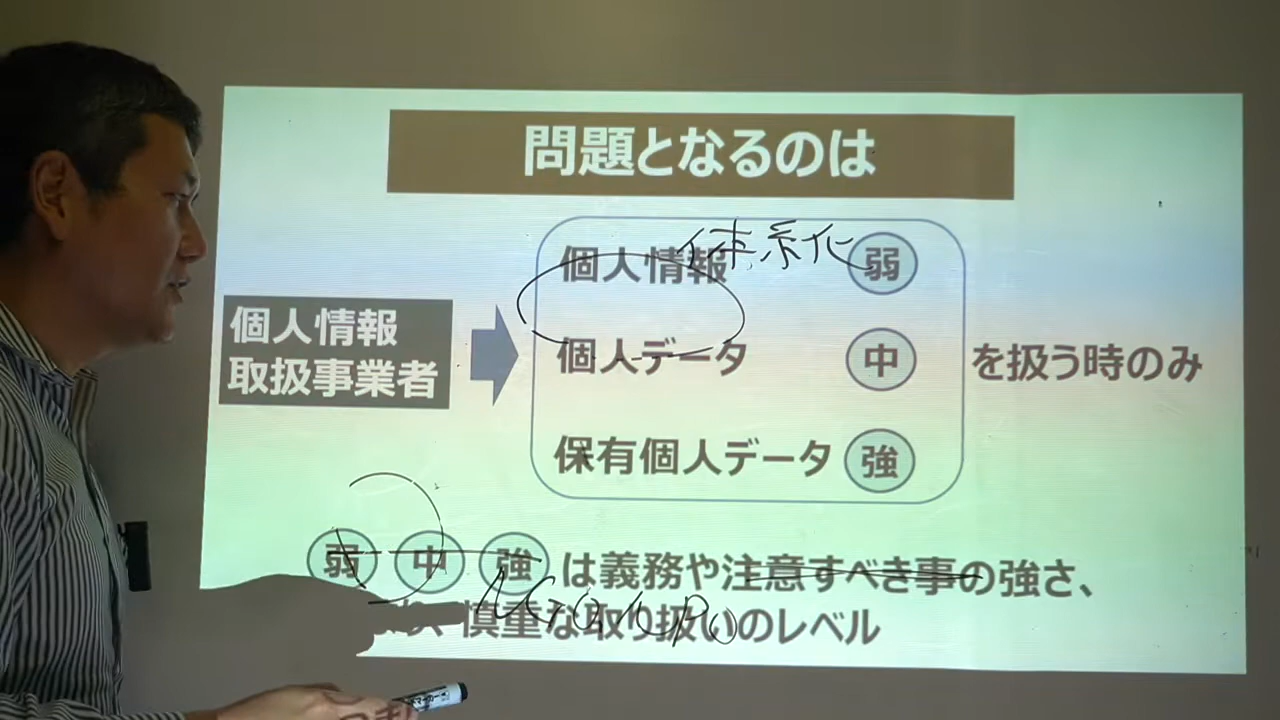 問題となるのは
個人情報
取扱事業者
個人情報 弱
体系化
個人データ 中
保有個人データ 強
を扱う時のみ
弱 中 強 は義務や注意すべき事の強さ、
慎重な取り扱いのレベル